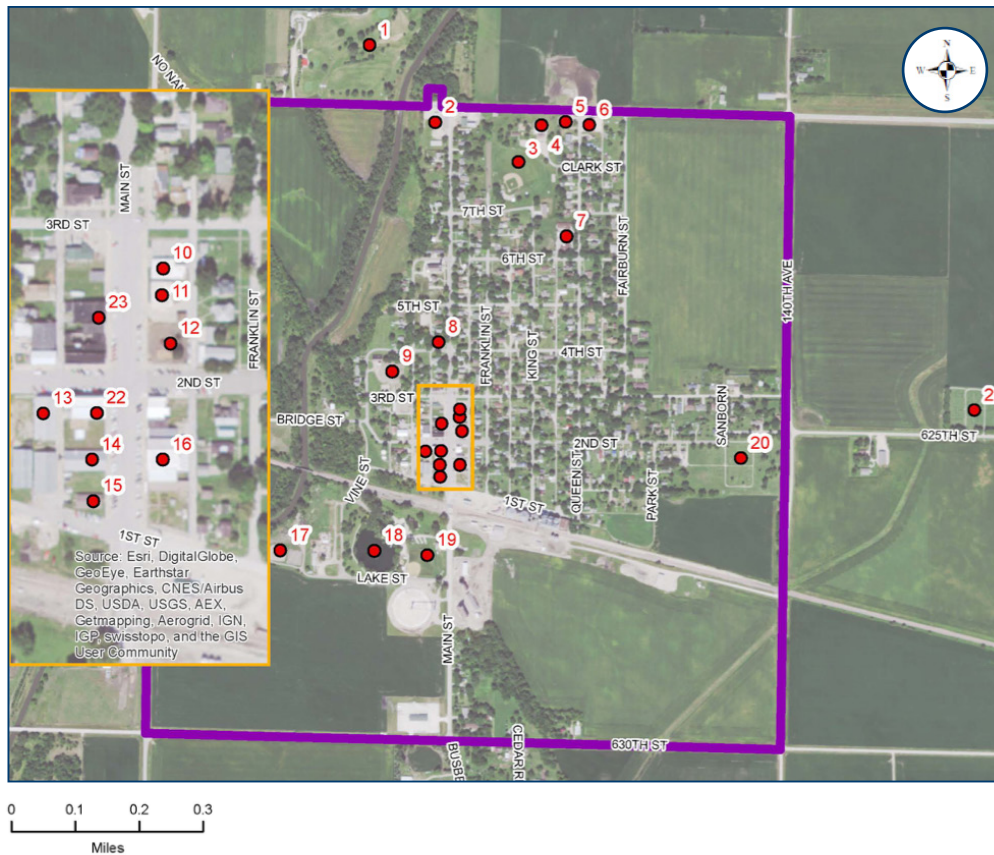 1
N
W E
S
NO NAM
2
5
6
4
3
CLARK ST
MAIN ST
7TH ST
3RD ST
7
6TH ST
FAIRBURN ST
10
11
140TH AVE
23
5TH ST
12
8
FRANKLIN ST
FRANKLIN ST
KING ST
4TH ST
9
2ND ST
3RD ST
SANBORN
2
13
22
BRIDGE ST
625TH ST
2ND ST
14
16
20
VINE ST
QUEEN ST
PARK ST
15
1ST ST
1ST ST
17
18
19
LAKE ST
Source: Esri, DigitalGlobe,
GeoEye, Earthstar
Geographics, CNES/Airbus
DS, USDA, USGS, AEX,
Getmapping, Aerogrid, IGN,
IGP, swisstopo, and the GIS
User Community
MAIN ST
630TH ST
BUSBE
CEDAR R
0 0.1 0.2 0.3
Miles